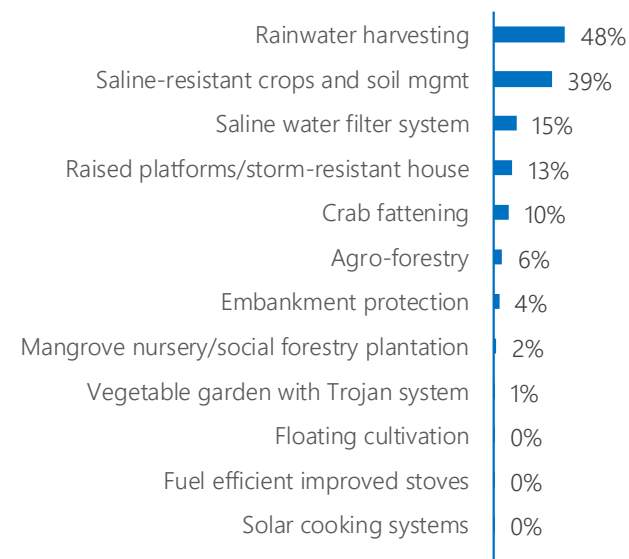 Rainwater harvesting 48%
Saline-resistant crops and soil mgmt 39%
Saline water filter system 15%
Raised platforms/storm-resistant house 13%
Crab fattening 10%
Agro-forestry 6%
Embankment protection 4%
Mangrove nursery/social forestry plantation 2%
Vegetable garden with Trojan system 1%
Floating cultivation 0%
Fuel efficient improved stoves 0%
Solar cooking systems 0%